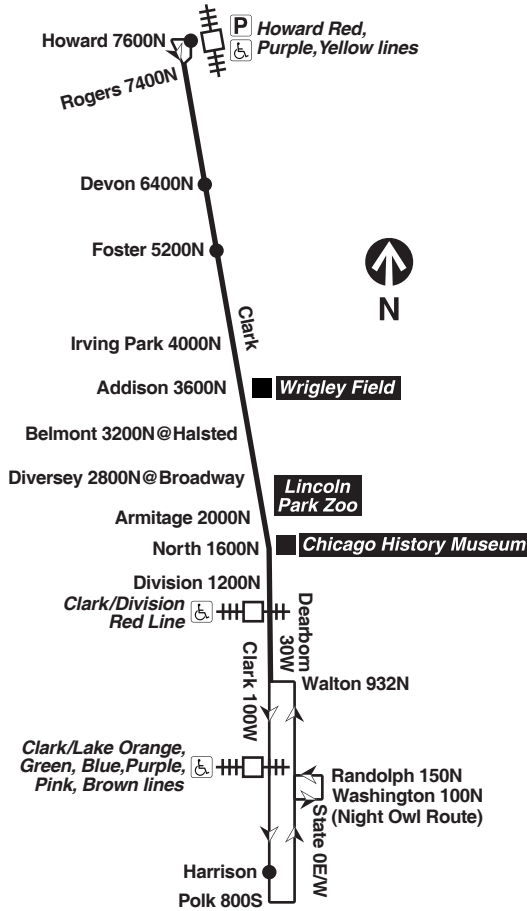 Howard 7600N
P Howard Red,
Purple,Yellow lines
Rogers 7400N
Devon 6400N
Foster 5200N
N
Clark
Irving Park 4000N
Addison 3600N
Wrigley Field
Belmont 3200N@Halsted
Diversey 2800N@Broadway
Lincoln
Park Zoo
Armitage 2000N
North 1600N
Chicago History Museum
Division 1200N
Clark/Division
Red Line
Dearborn
30W
Clark 100W
Walton 932N
Clark/Lake Orange,
Green, Blue,Purple,
Pink, Brown lines
Randolph 150N
Washington 100N
(Night Owl Route)
State 0E/W
Harrison
Polk 800S